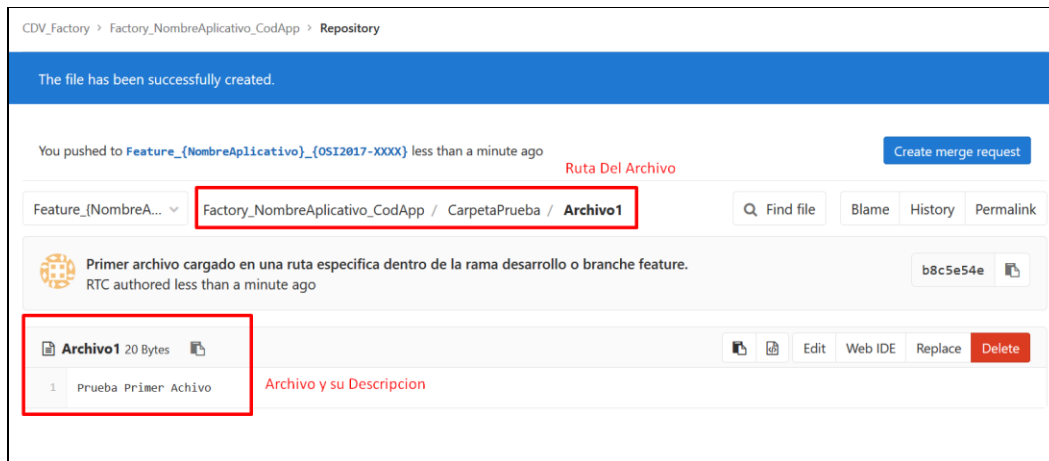 CDV_Factory > Factory_NombreAplicativo_CodApp > Repository
The file has been successfully created.
You pushed to Feature_{NombreAplicativo}_{OSI2017-XXXX} less than a minute ago
Create merge request
Ruta Del Archivo
Feature_{NombreA... Factory_NombreAplicativo_CodApp / CarpetaPrueba / Archivo1 Find file Blame History Permalink
Primer archivo cargado en una ruta especifica dentro de la rama desarrollo o branche feature.
RTC authored less than a minute ago
b8c5e54e
Archivo1 20 Bytes Edit Web IDE Replace Delete
1 Prueba Primer Achivo
Archivo y su Descripcion